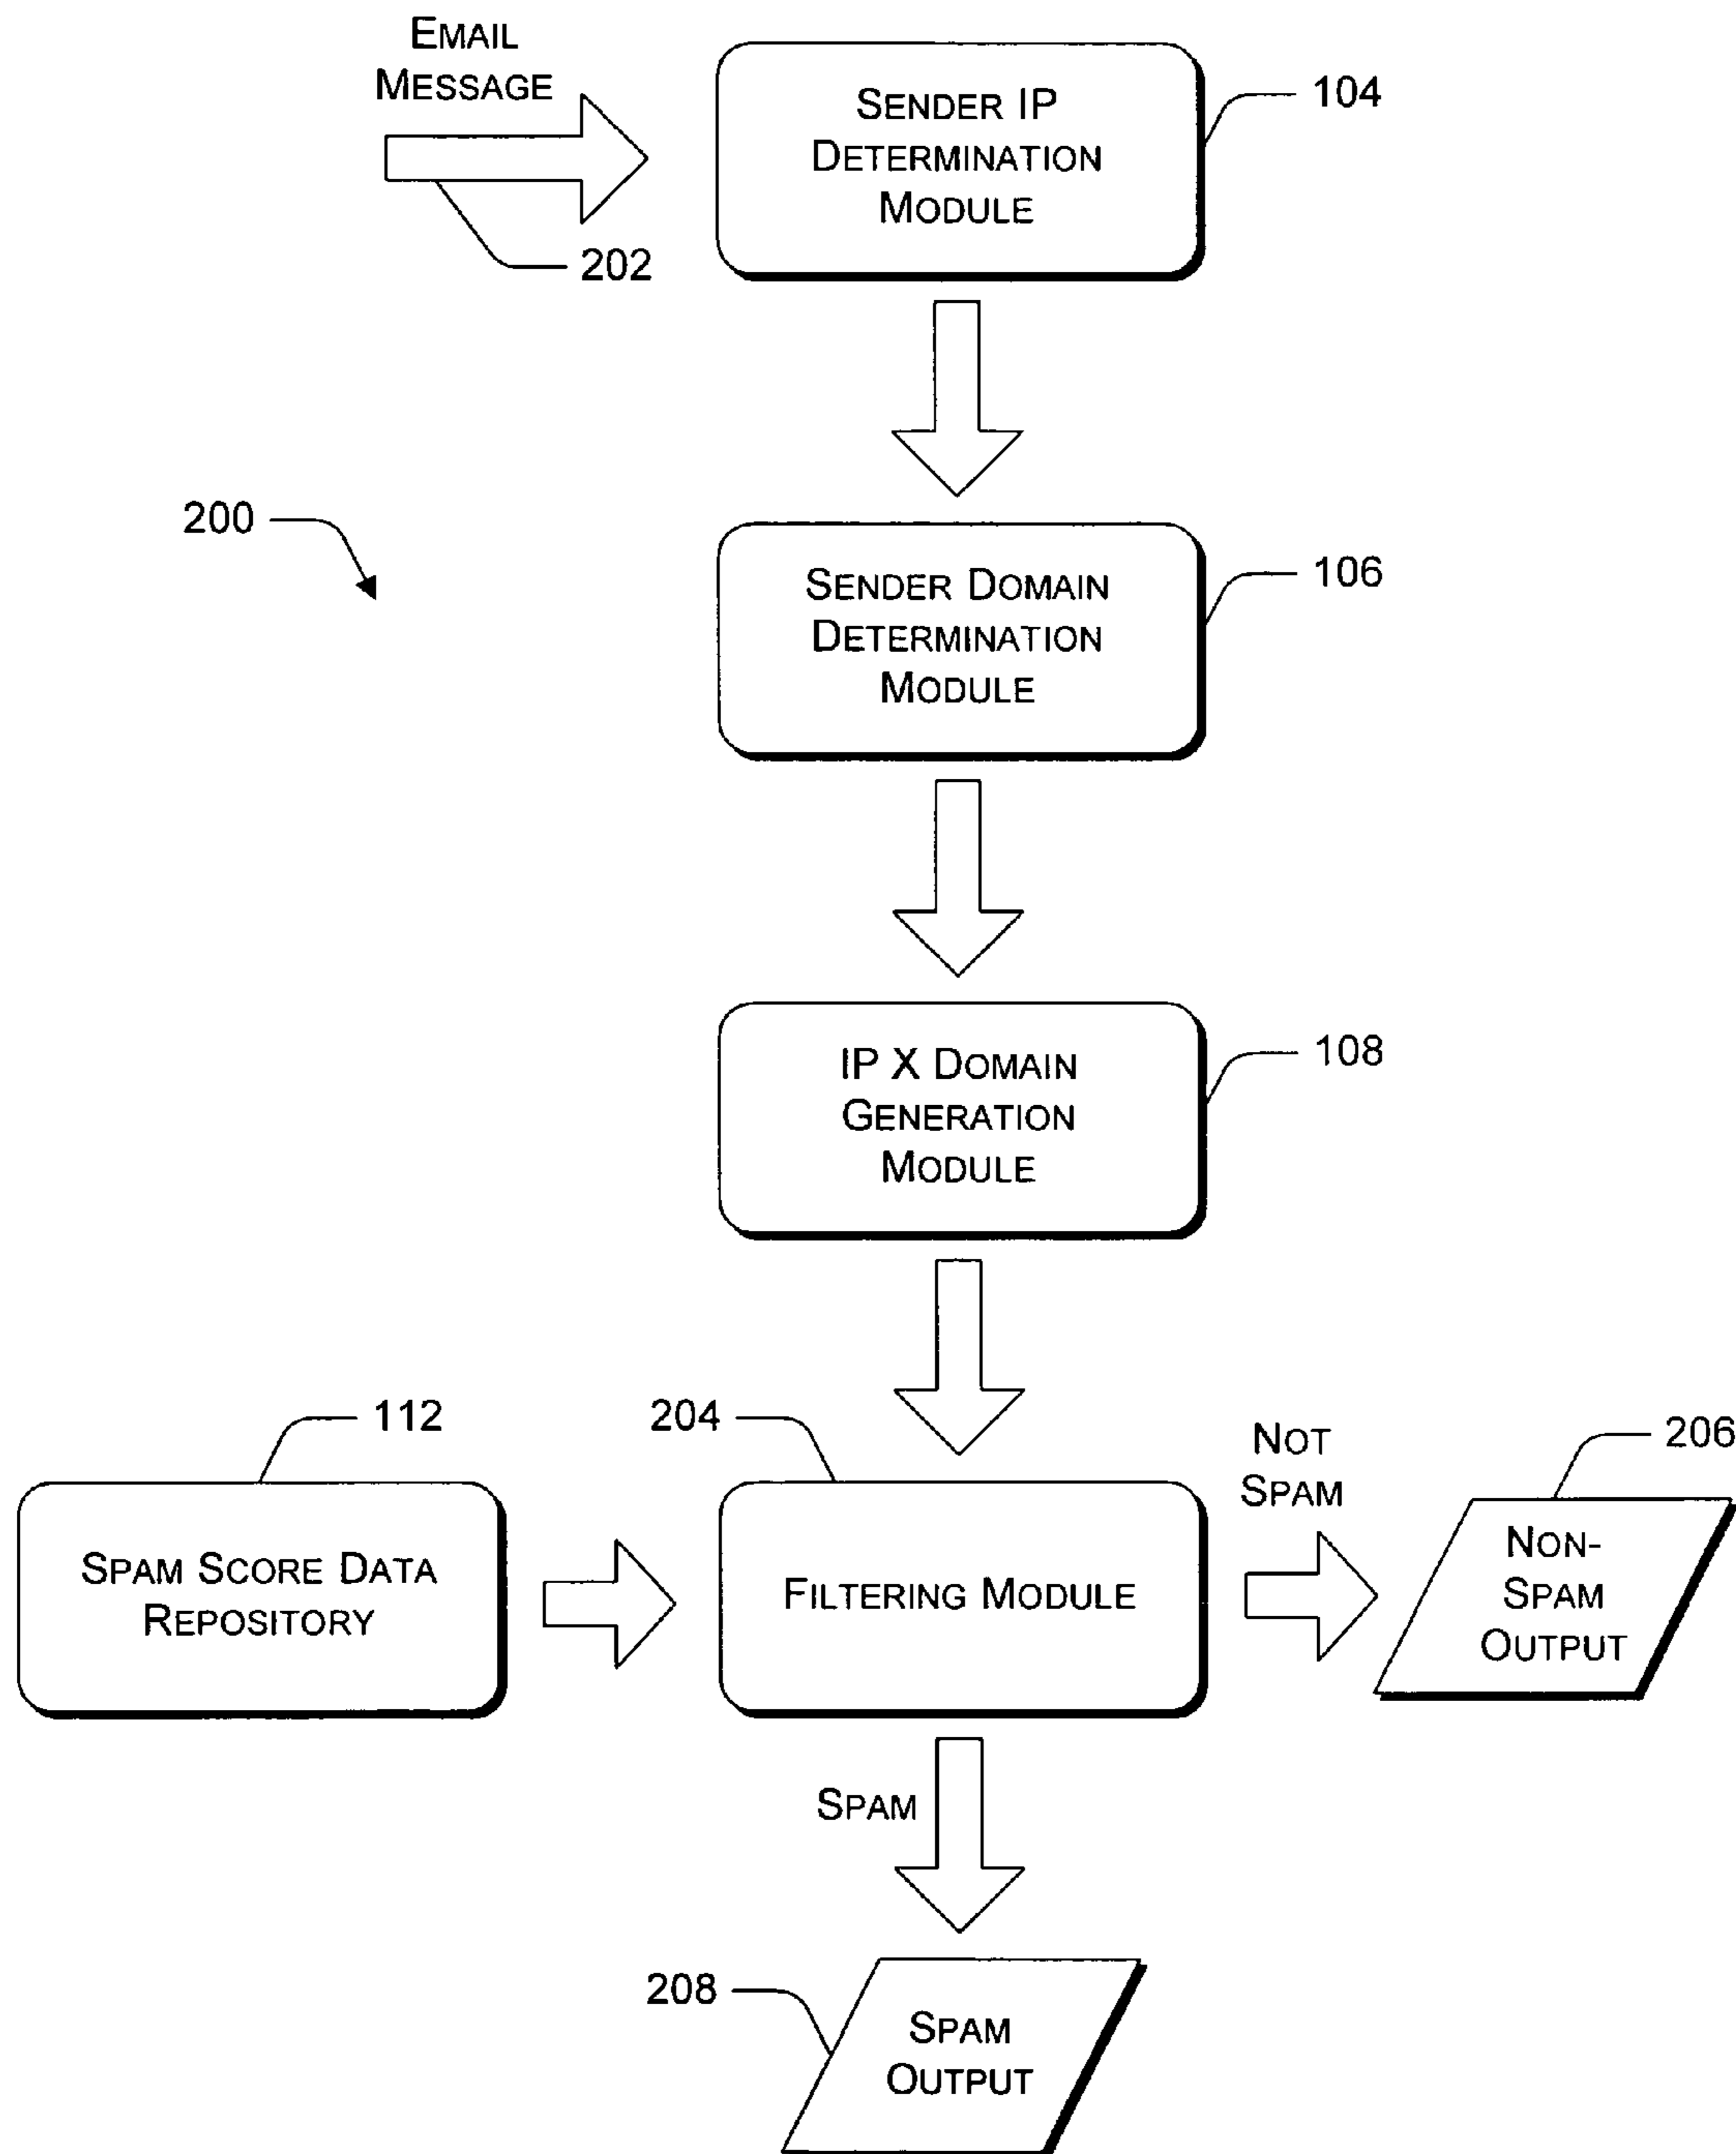 EMAIL
MESSAGE
202
SENDER IP
DETERMINATION
MODULE
104
200
SENDER DOMAIN
DETERMINATION
MODULE
106
IP X DOMAIN
GENERATION
MODULE
108
112
SPAM SCORE DATA
REPOSITORY
204
FILTERING MODULE
NOT
SPAM
206
NON-
SPAM
OUTPUT
SPAM
208
SPAM
OUTPUT